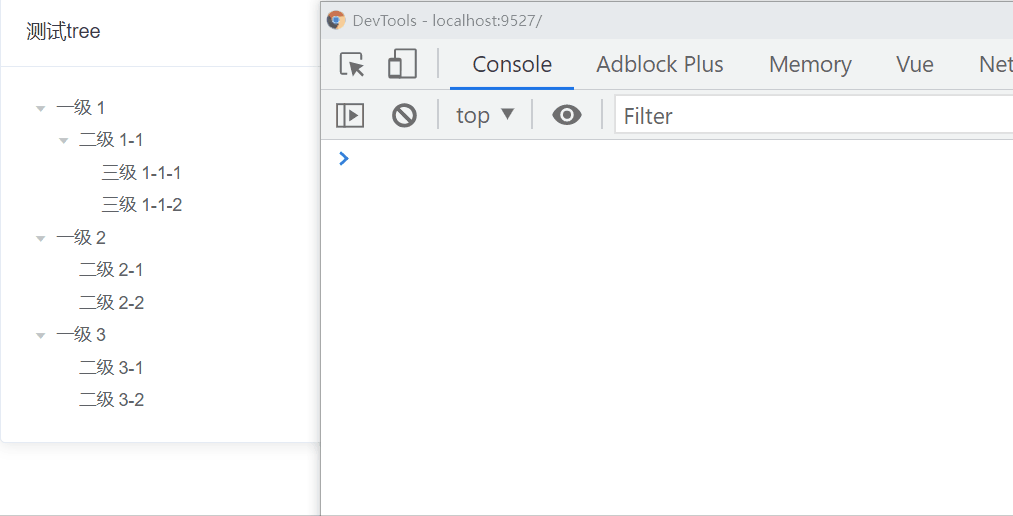 测试tree
一级 1
二级 1-1
三级 1-1-1
三级 1-1-2
一级 2
二级 2-1
二级 2-2
一级 3
二级 3-1
二级 3-2
DevTools - localhost:9527/
Console Adblock Plus Memory Vue Net
top Filter